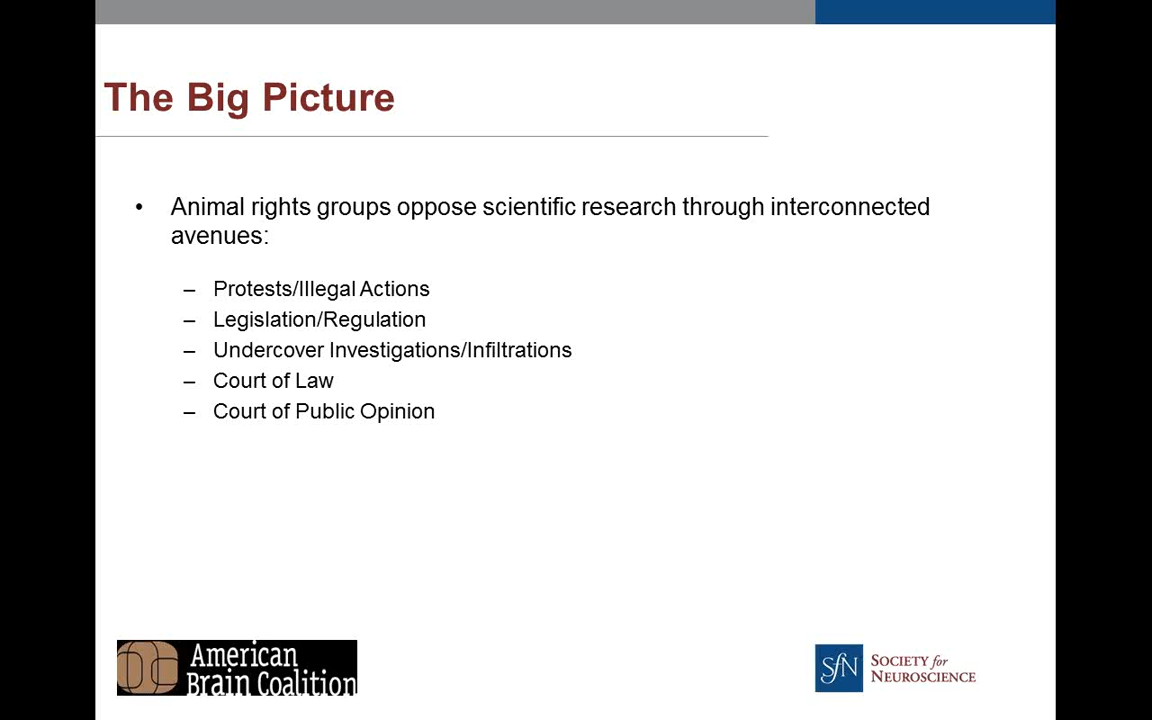 The Big Picture
• Animal rights groups oppose scientific research through interconnected
avenues:
– Protests/Illegal Actions
– Legislation/Regulation
– Undercover Investigations/Infiltrations
– Court of Law
– Court of Public Opinion
American
Brain Coalition
SfN
SOCIETY for
NEUROSCIENCE